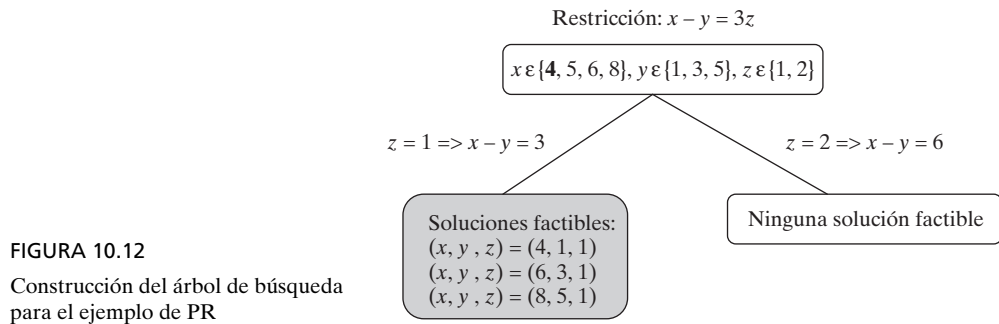 Restricción: x – y = 3z
x ε {4, 5, 6, 8}, y ε {1, 3, 5}, z ε {1, 2}
z = 1 => x – y = 3
z = 2 => x – y = 6
Soluciones factibles:
(x, y , z) = (4, 1, 1)
(x, y , z) = (6, 3, 1)
(x, y , z) = (8, 5, 1)
Ninguna solución factible
FIGURA 10.12
Construcción del árbol de búsqueda
para el ejemplo de PR